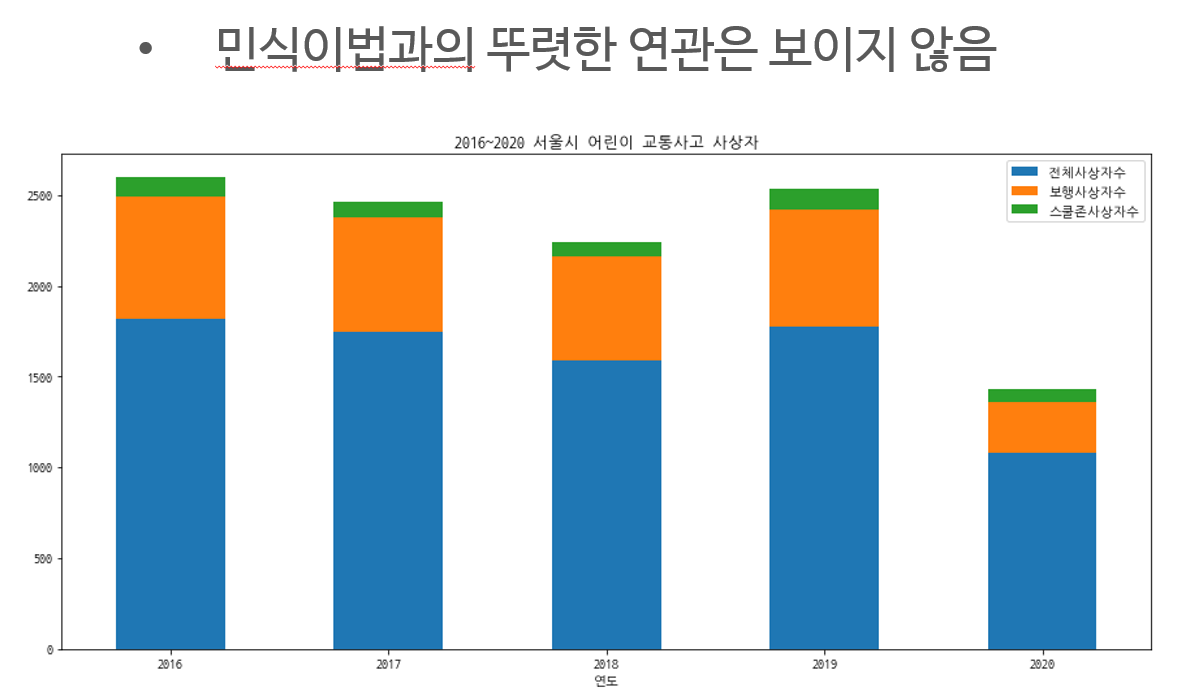 • 민식이법과의 뚜렷한 연관은 보이지 않음
2016~2020 서울시 어린이 교통사고 사상자
전체사상자수
보행사상자수
스쿨존사상자수
2500
2000
1500
1000
500
0
2016 2017 2018 2019 2020
연도